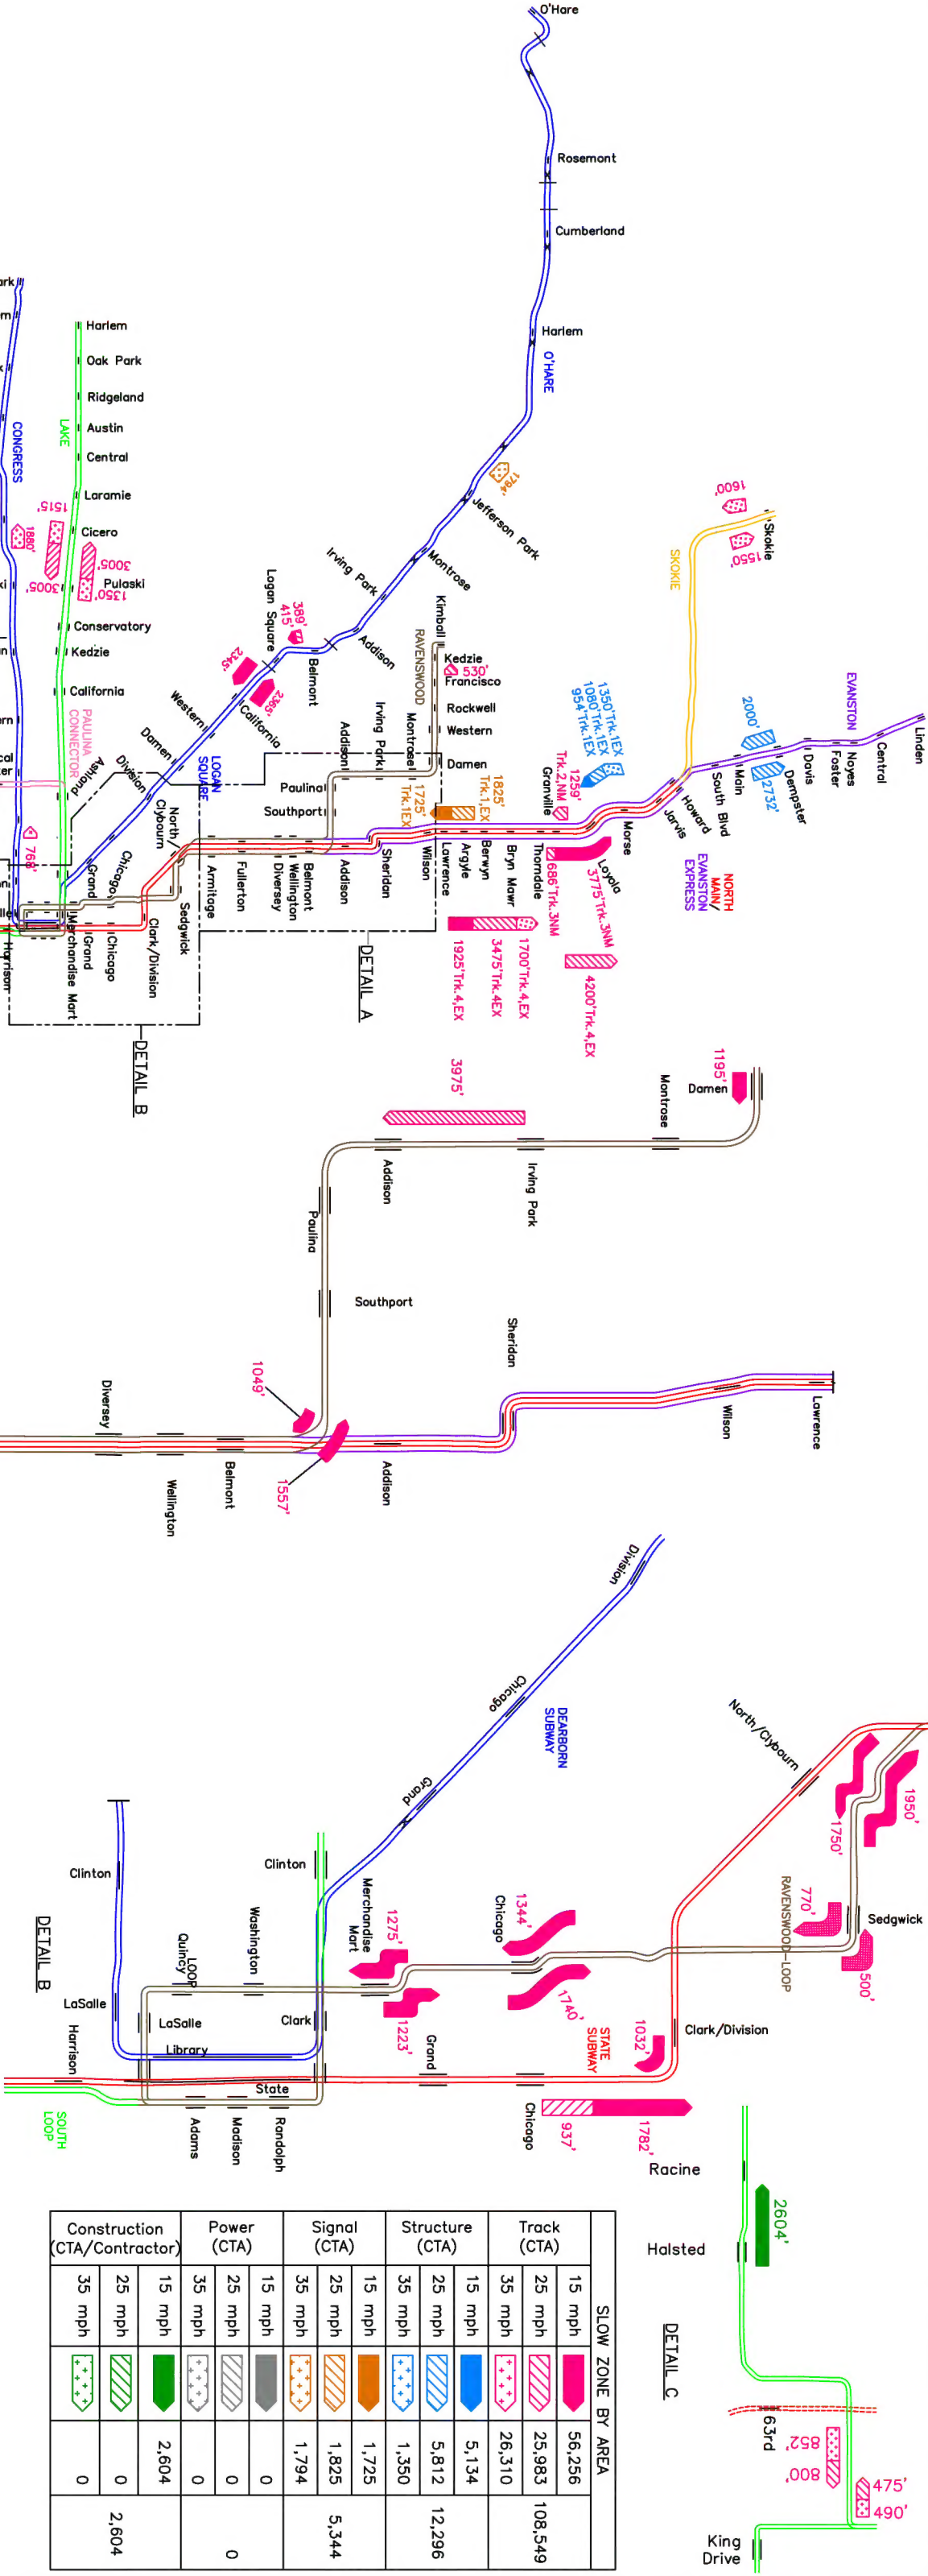 O'Hare
Rosemont
Cumberland
Harlem
O'HARE
1794'
Jefferson Park
Montrose
Irving Park
Addison
Belmont
Logan Square
389'
415'
2345'
2365'
California
Western
Damen
Division
LOGAN
SQUARE
Chicago
Grand
Harlem
Oak Park
Ridgeland
Austin
Central
Laramie
Cicero
Pulaski
Conservatory
Kedzie
California
Ashland
LAKE
CONGRESS
1515'
3005'
3005'
1350'
1880'
PAULINA
CONNECTOR
768'
Kimball
Kedzie
530'
Francisco
Rockwell
Western
Damen
RAVENSWOOD
Montrose
Irving Park
Addison
Paulina
Southport
1600'
Skokie
1550'
SKOKIE
Linden
Central
Noyes
Foster
Davis
Dempster
Main
South Blvd
Howard
Jarvis
EVANSTON
2000'
2732'
NORTH
MAIN/
EVANSTON
EXPRESS
Morse
Loyola
Granville
Thorndale
Bryn Mawr
Berwyn
Argyle
Lawrence
Wilson
Sheridan
Addison
Belmont
Wellington
Diversey
Fullerton
Armitage
North/
Clybourn
Sedgwick
Clark/Division
Chicago
Grand
Merchandise Mart
Harrison
1350'Trk.1EX
1080'Trk.1EX
954'Trk.1EX
1259'
Trk.2,NM
1825'
Trk.1,EX
1725'
Trk.1EX
686'Trk.3NM
3775'Trk.3NM
1700'Trk.4,EX
3475'Trk.4EX
1925'Trk.4,EX
4200'Trk.4,EX
DETAIL A
DETAIL B
1195'
Damen
Montrose
Irving Park
3975'
Addison
Paulina
Southport
Sheridan
Wilson
Lawrence
1049'
1557'
Addison
Belmont
Wellington
Diversey
Division
Chicago
Grand
DEARBORN
SUBWAY
North/Clybourn
1950'
1750'
RAVENSWOOD-LOOP
770'
Sedgwick
500'
Clark/Division
1032'
STATE
SUBWAY
1344'
Chicago
1740'
Merchandise
Mart
1275'
1223'
Grand
Chicago
937'
1782'
Clinton
Clinton
Washington
Quincy
LOOP
LaSalle
LaSalle
Library
Clark
State
Harrison
Adams
Madison
Randolph
SOUTH
LOOP
DETAIL B
Racine
Halsted
2604'
63rd
852'
800'
475'
490'
King
Drive
DETAIL C
SLOW ZONE BY AREA
Track
(CTA)
15 mph 56,256
25 mph 25,983
35 mph 26,310
108,549
Structure
(CTA)
15 mph 5,134
25 mph 5,812
35 mph 1,350
12,296
Signal
(CTA)
15 mph 1,725
25 mph 1,825
35 mph 1,794
5,344
Power
(CTA)
15 mph 0
25 mph 0
35 mph 0
0
Construction
(CTA/Contractor)
15 mph 2,604
25 mph 0
35 mph 0
2,604